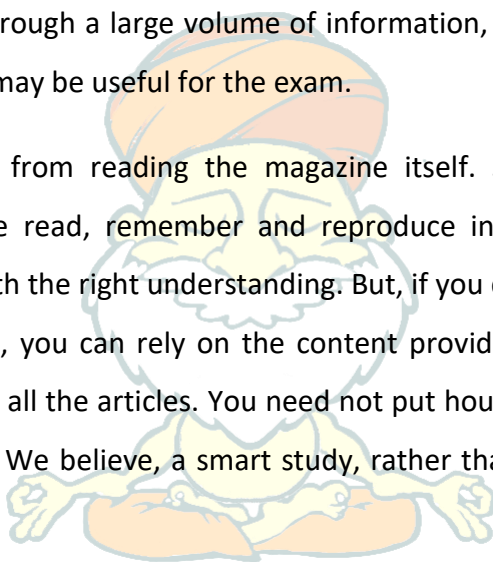 rough a large volume of information,
may be useful for the exam.
from reading the magazine itself.
read, remember and reproduce in
the right understanding. But, if you
, you can rely on the content provid
all the articles. You need not put hou
We believe, a smart study, rather tha